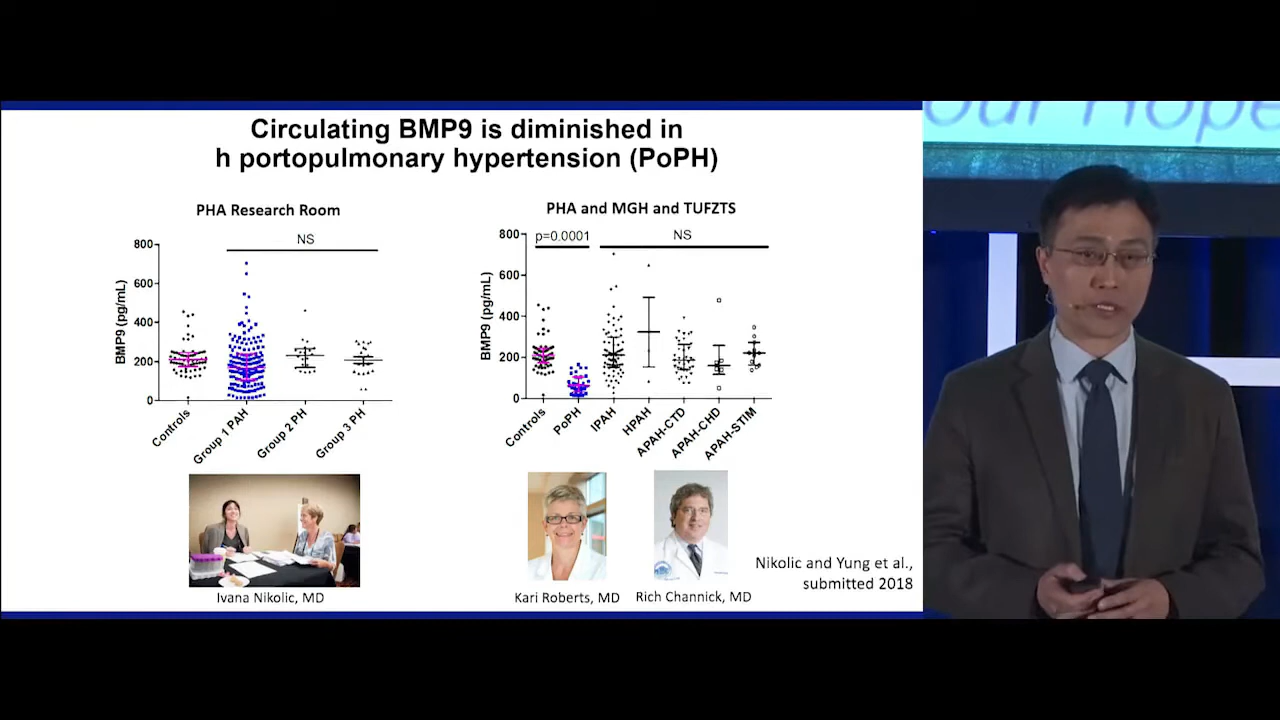 our Hope
Circulating BMP9 is diminished in
h portopulmonary hypertension (PoPH)
PHA Research Room
NS
BMP9 (pg/mL)
800
600
400
200
0
Controls
Group 1 PAH
Group 2 PH
Group 3 PH
PHA and MGH and TUFZTS
p=0.0001
NS
BMP9 (pg/mL)
800
600
400
200
0
Controls
PoPH
IPAH
HPAH
APAH-CTD
APAH-CHD
APAH-STIM
Ivana Nikolic, MD
Kari Roberts, MD
Rich Channick, MD
Nikolic and Yung et al.,
submitted 2018